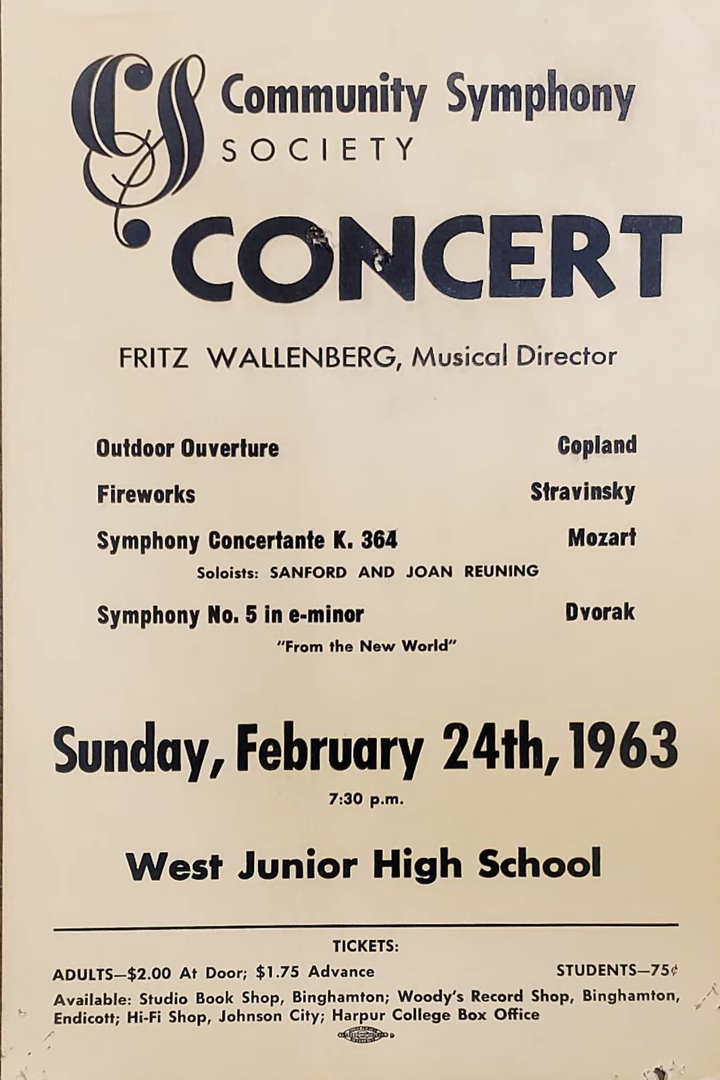 CS Community Symphony
SOCIETY
CONCERT
FRITZ WALLENBERG, Musical Director
Outdoor Ouverture Copland
Fireworks Stravinsky
Symphony Concertante K. 364 Mozart
Soloists: SANFORD AND JOAN REUNING
Symphony No. 5 in e-minor Dvorak
"From the New World"
Sunday, February 24th, 1963
7:30 p.m.
West Junior High School
TICKETS:
ADULTS—$2.00 At Door; $1.75 Advance STUDENTS—75¢
Available: Studio Book Shop, Binghamton; Woody's Record Shop, Binghamton,
Endicott; Hi-Fi Shop, Johnson City; Harpur College Box Office